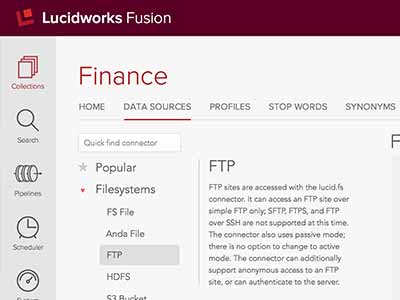 Lucidworks Fusion
Finance
HOME DATA SOURCES PROFILES STOP WORDS SYNONYMS
Collections
Search
Pipelines
Scheduler
Quick find connector
Popular
Filesystems
FS File
Anda File
FTP
HDFS
S3 Bucket
FTP
FTP sites are accessed with the lucid.fs
connector. It can access an FTP site over
simple FTP only; SFTP, FTPS, and FTP
over SSH are not supported at this time.
The connector also uses passive mode;
there is no option to change to active
mode. The connector can additionally
support anonymous access to an FTP
site, or can authenticate to the server.
F